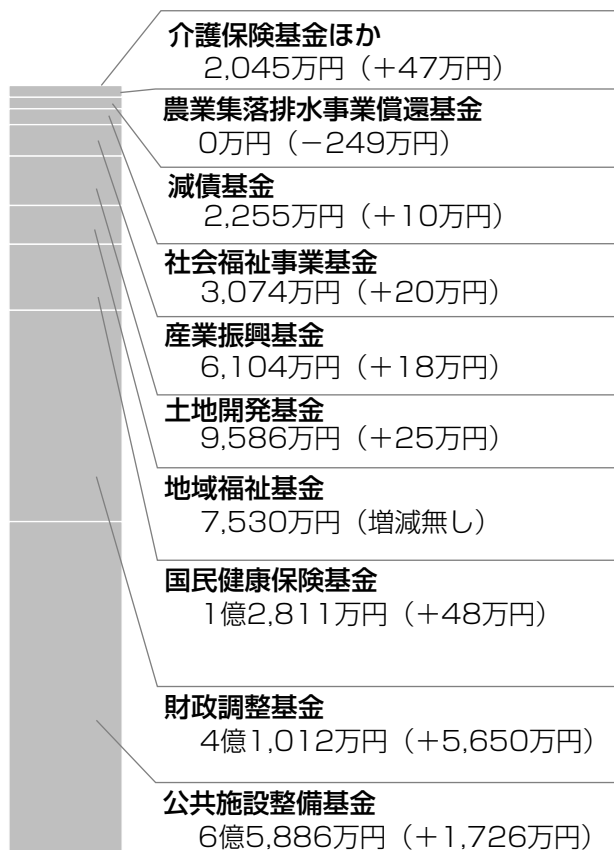 介護保険基金ほか
2,045万円（＋47万円）
農業集落排水事業償還基金
0万円（－249万円）
減債基金
2,255万円（＋10万円）
社会福祉事業基金
3,074万円（＋20万円）
産業振興基金
6,104万円（＋18万円）
土地開発基金
9,586万円（＋25万円）
地域福祉基金
7,530万円（増減無し）
国民健康保険基金
1億2,811万円（＋48万円）
財政調整基金
4億1,012万円（＋5,650万円）
公共施設整備基金
6億5,886万円（＋1,726万円）